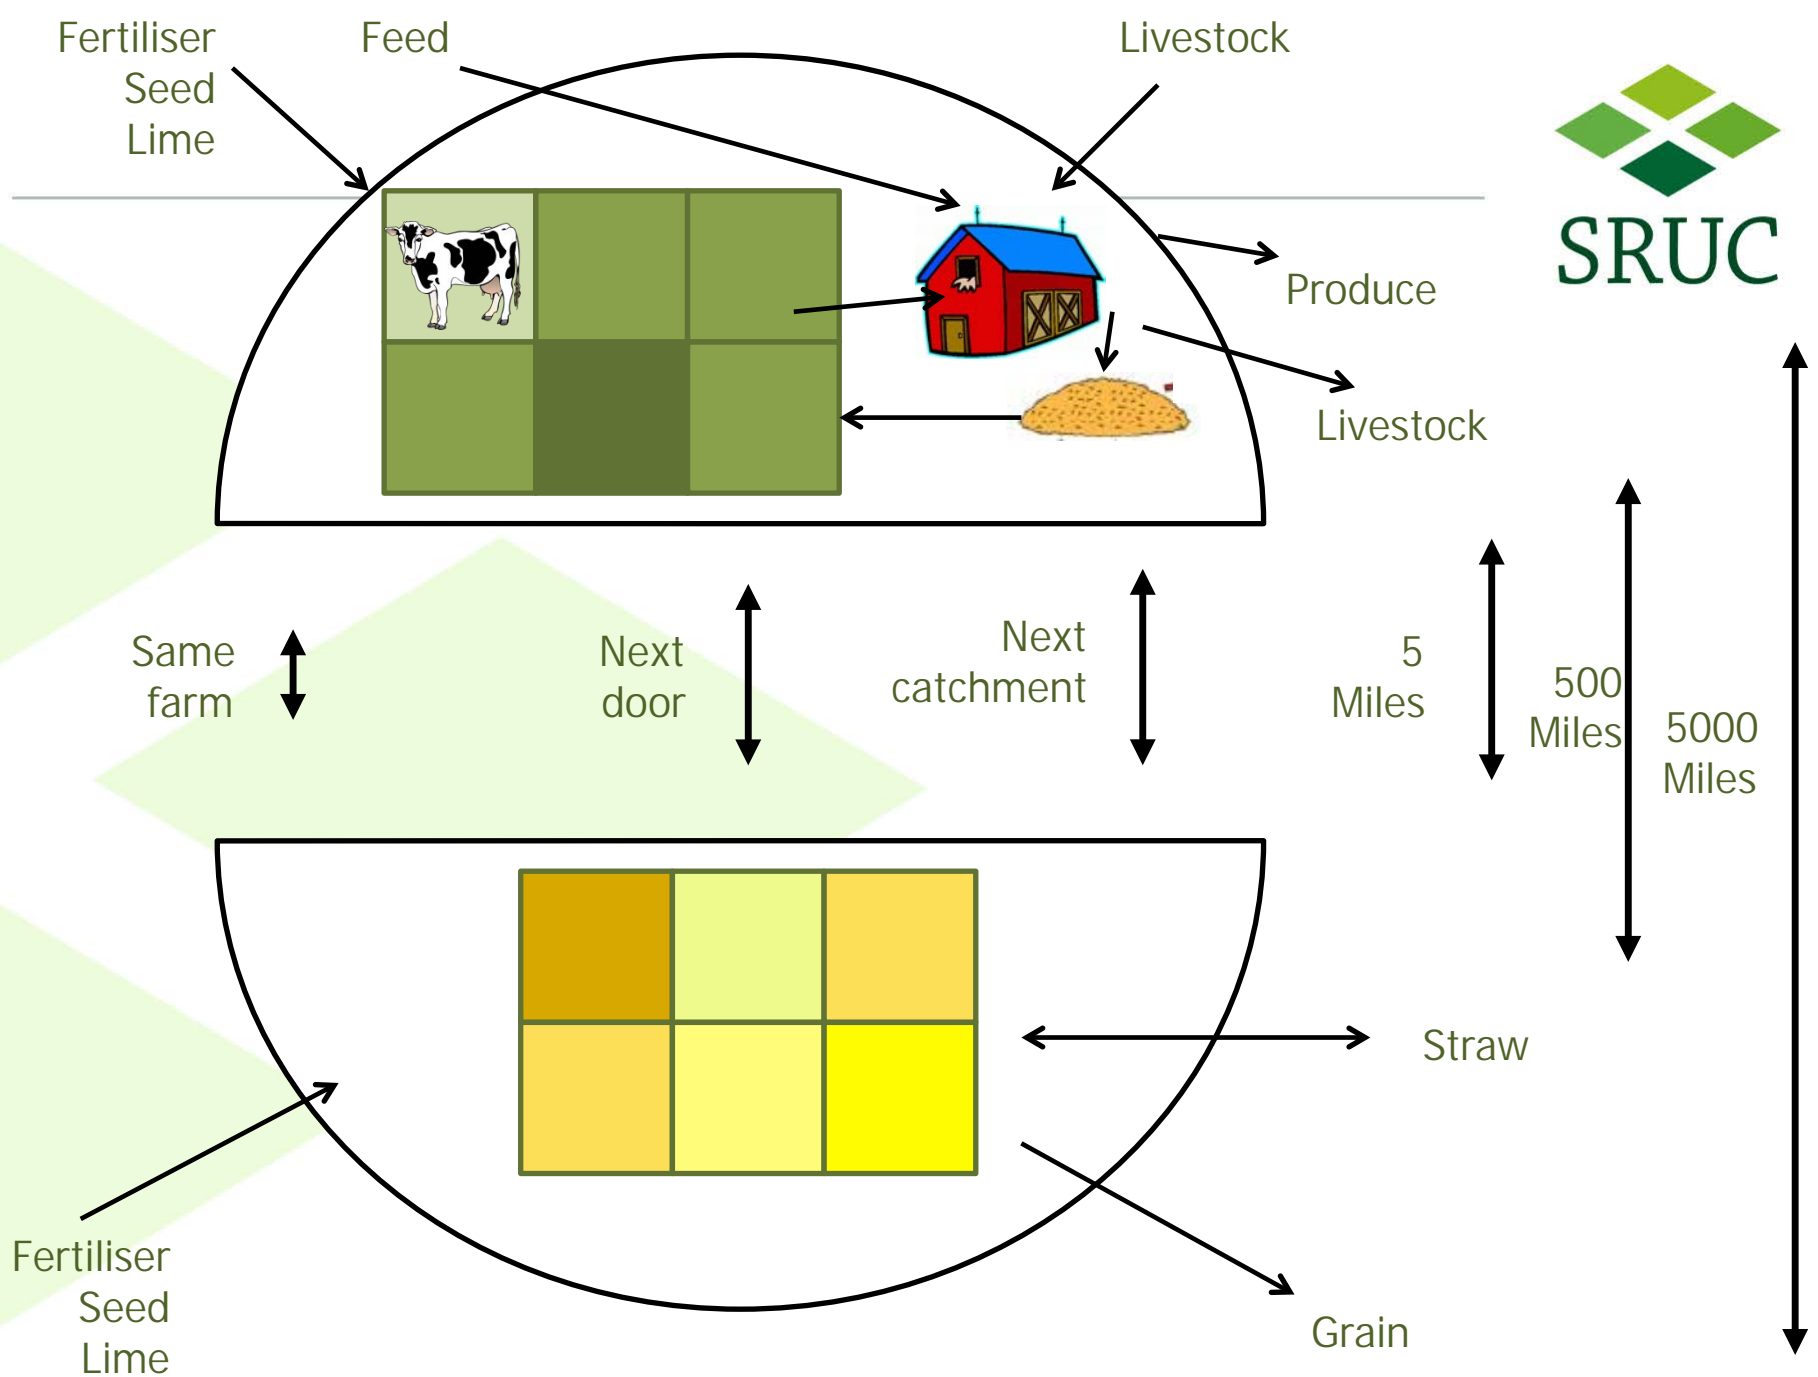 Fertiliser
Seed
Lime
Feed
Livestock
SRUC
Produce
Livestock
Same
farm
Next
door
Next
catchment
5
Miles
500
Miles
5000
Miles
Straw
Fertiliser
Seed
Lime
Grain